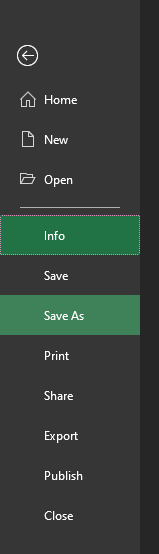 Home
New
Open
Info
Save
Save As
Print
Share
Export
Publish
Close